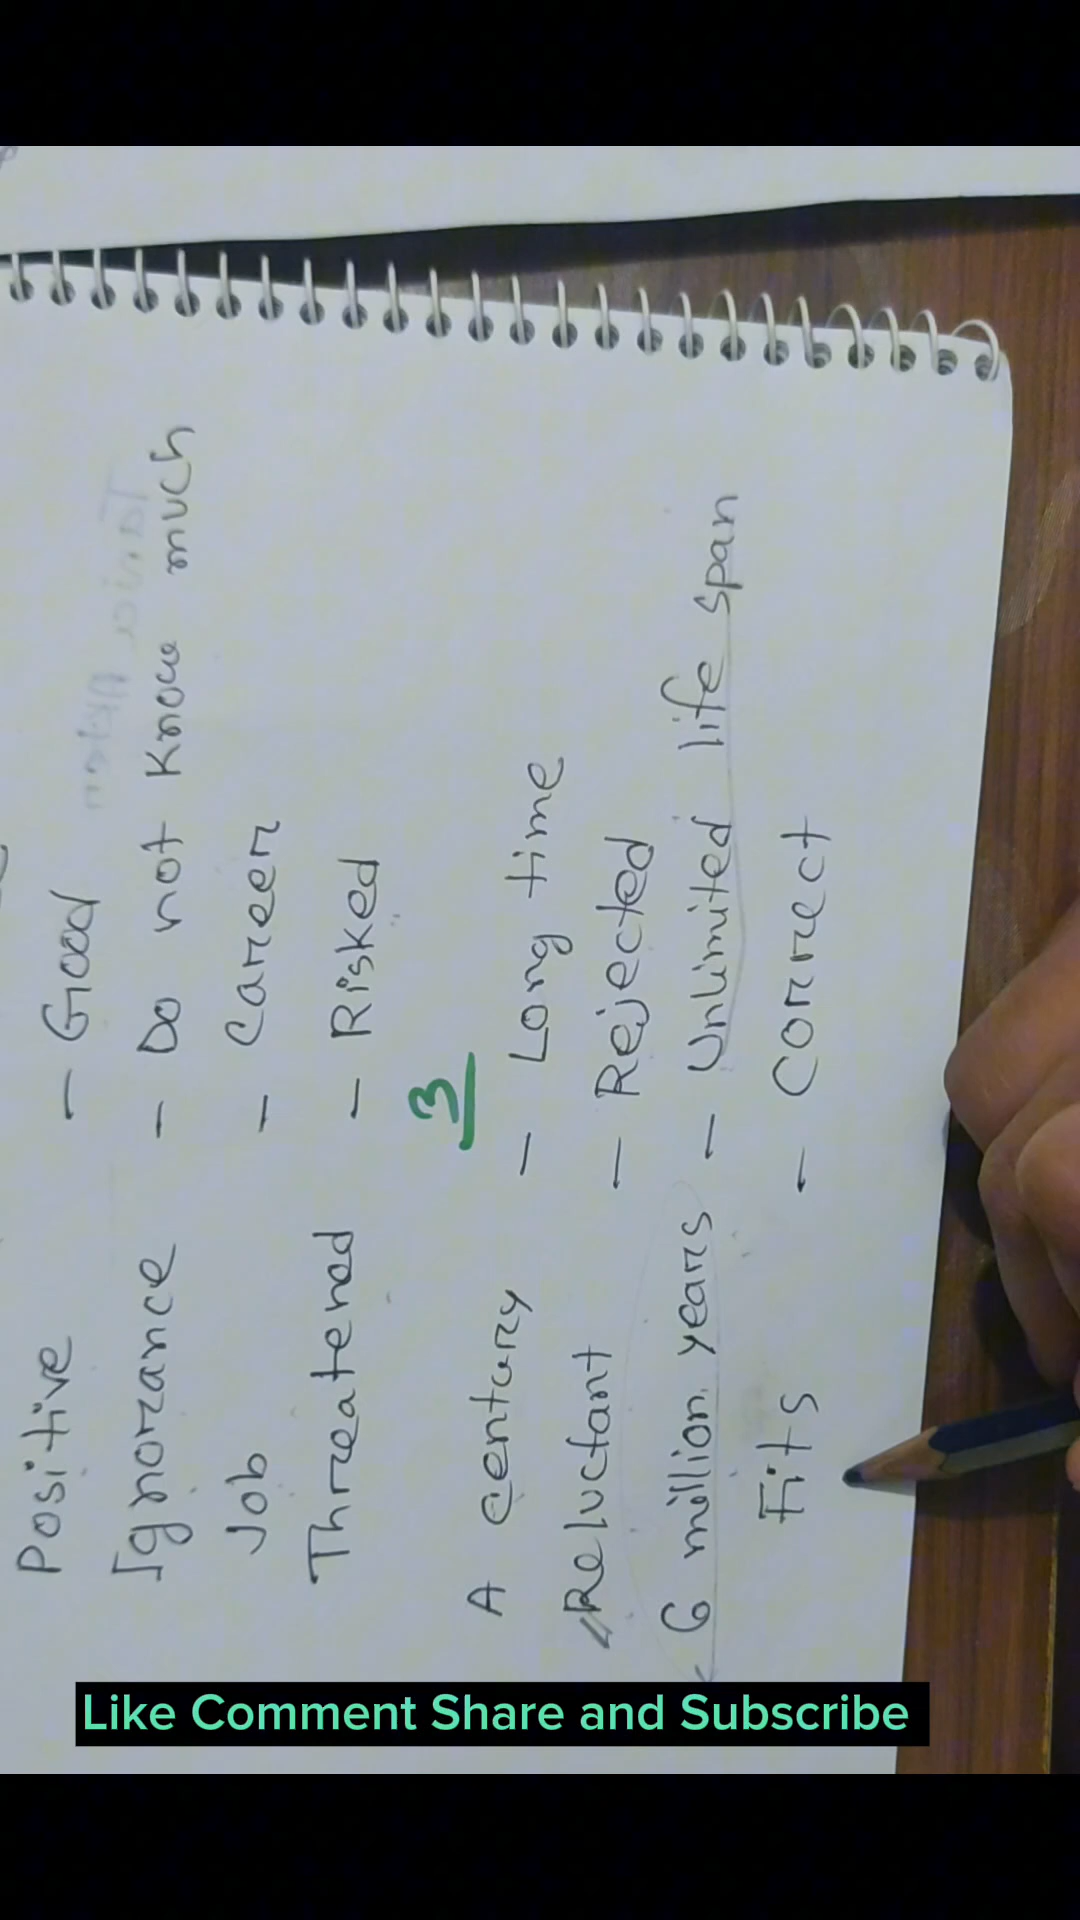 Positive - Good
Ignorance - Do not know much
Job - Career
Threatened - Risked
3
A century - Long time
Reluctant - Rejected
6 million years - Unlimited life span
Fits - Correct
Like Comment Share and Subscribe